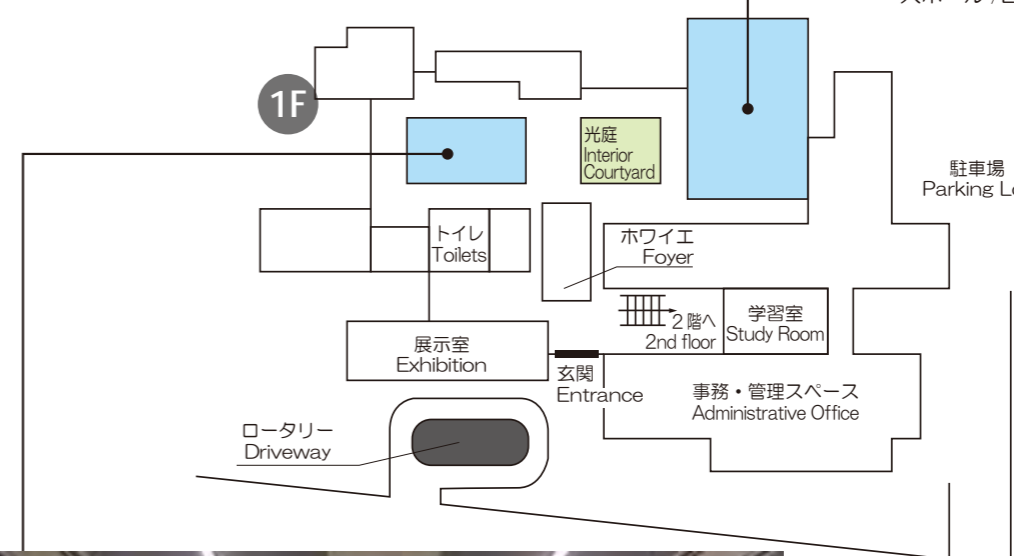 1F
光庭
Interior
Courtyard
駐車場
Parking
トイレ
Toilets
ホワイエ
Foyer
2階へ
2nd floor
学習室
Study Room
展示室
Exhibition
玄関
Entrance
事務・管理スペース
Administrative Office
ロータリー
Driveway